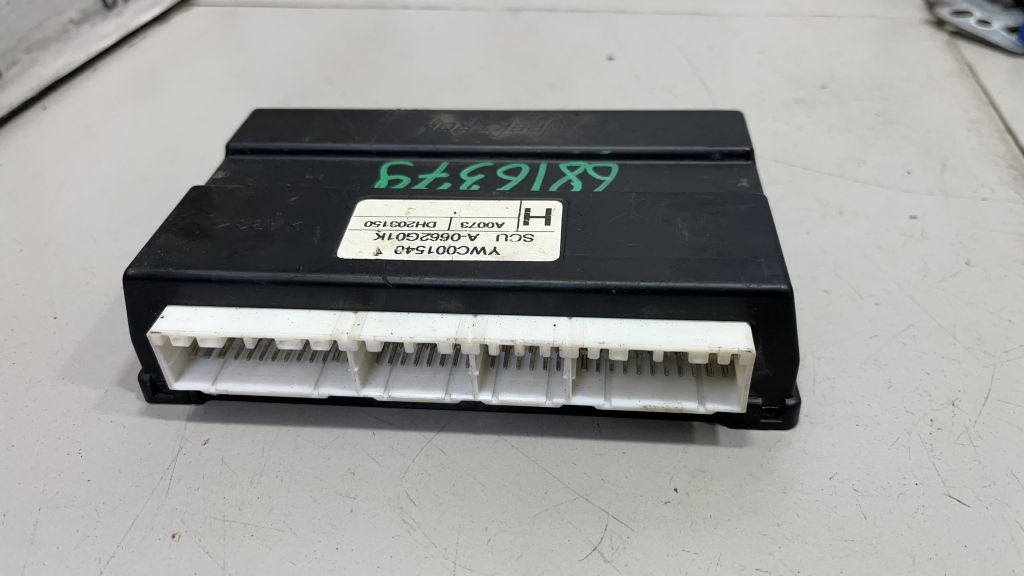 YWC001540
SCU A-0662G01K
A0073 DH203150
H
6816379